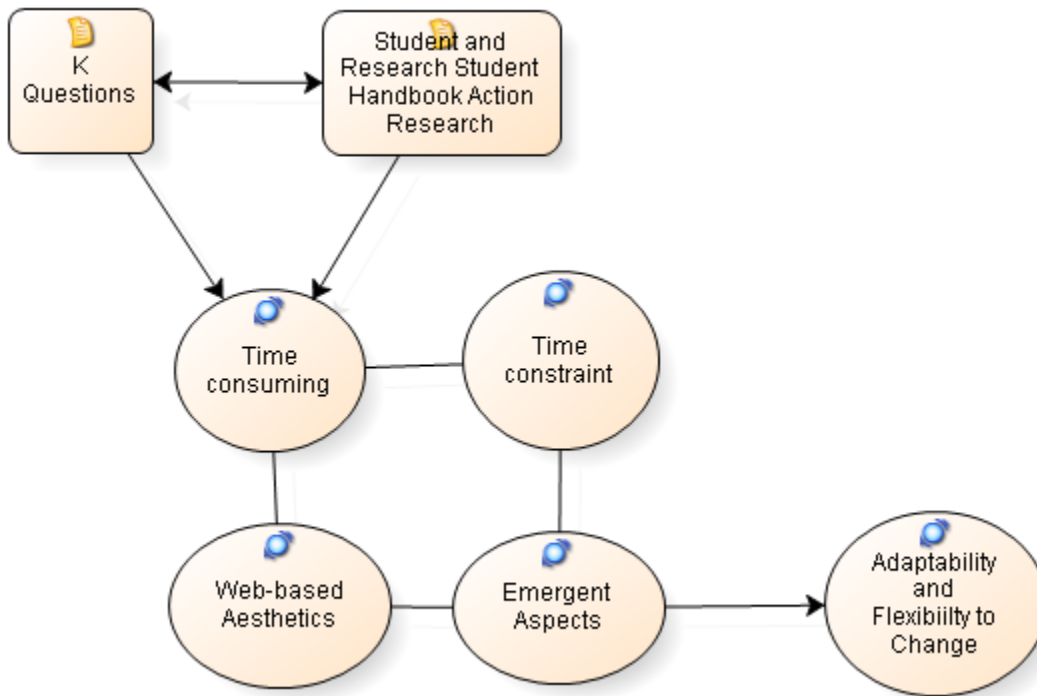 K
Questions
Student and
Research Student
Handbook Action
Research
Time
consuming
Time
constraint
Web-based
Aesthetics
Emergent
Aspects
Adaptability
and
Flexibiilty to
Change